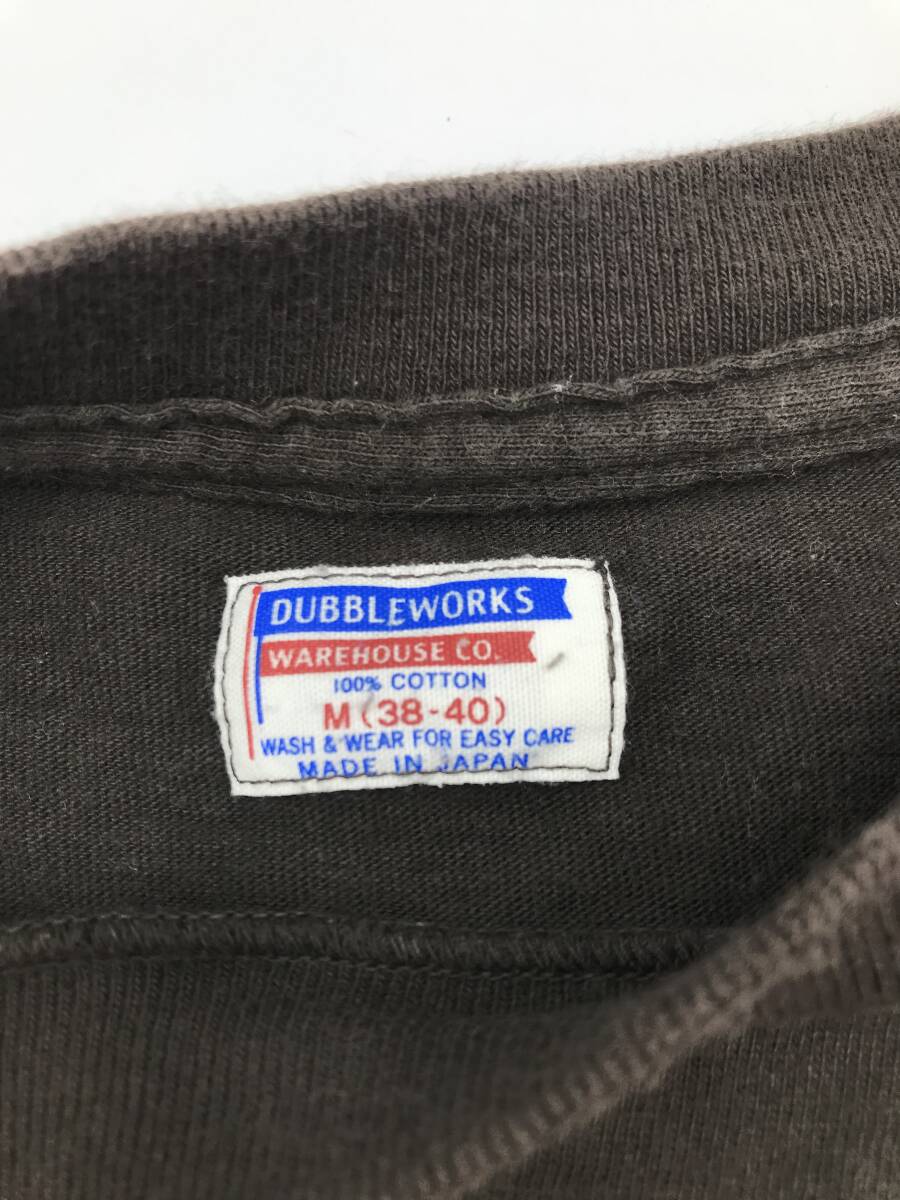 DUBBLEWORKS
WAREHOUSE CO.
100% COTTON
M (38-40)
WASH & WEAR FOR EASY CARE
MADE IN JAPAN